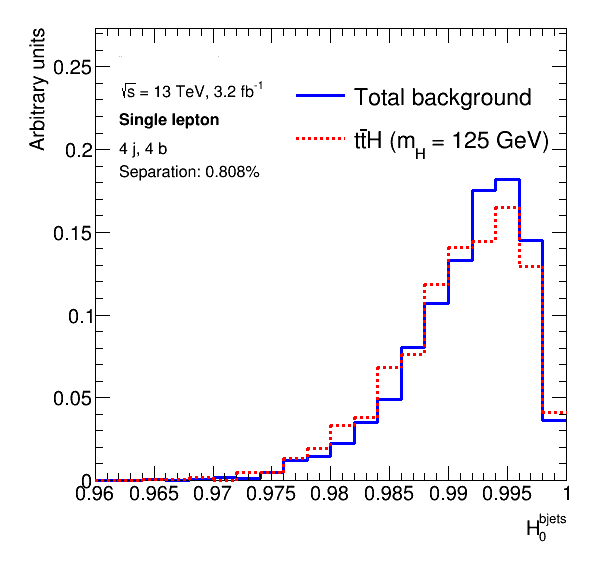 Arbitrary units
0.25
0.2
0.15
0.1
0.05
0
√s = 13 TeV, 3.2 fb⁻¹
Single lepton
4 j, 4 b
Separation: 0.808%
Total background
tt̄H (m_H = 125 GeV)
0.96 0.965 0.97 0.975 0.98 0.985 0.99 0.995 1
H₀^bjets